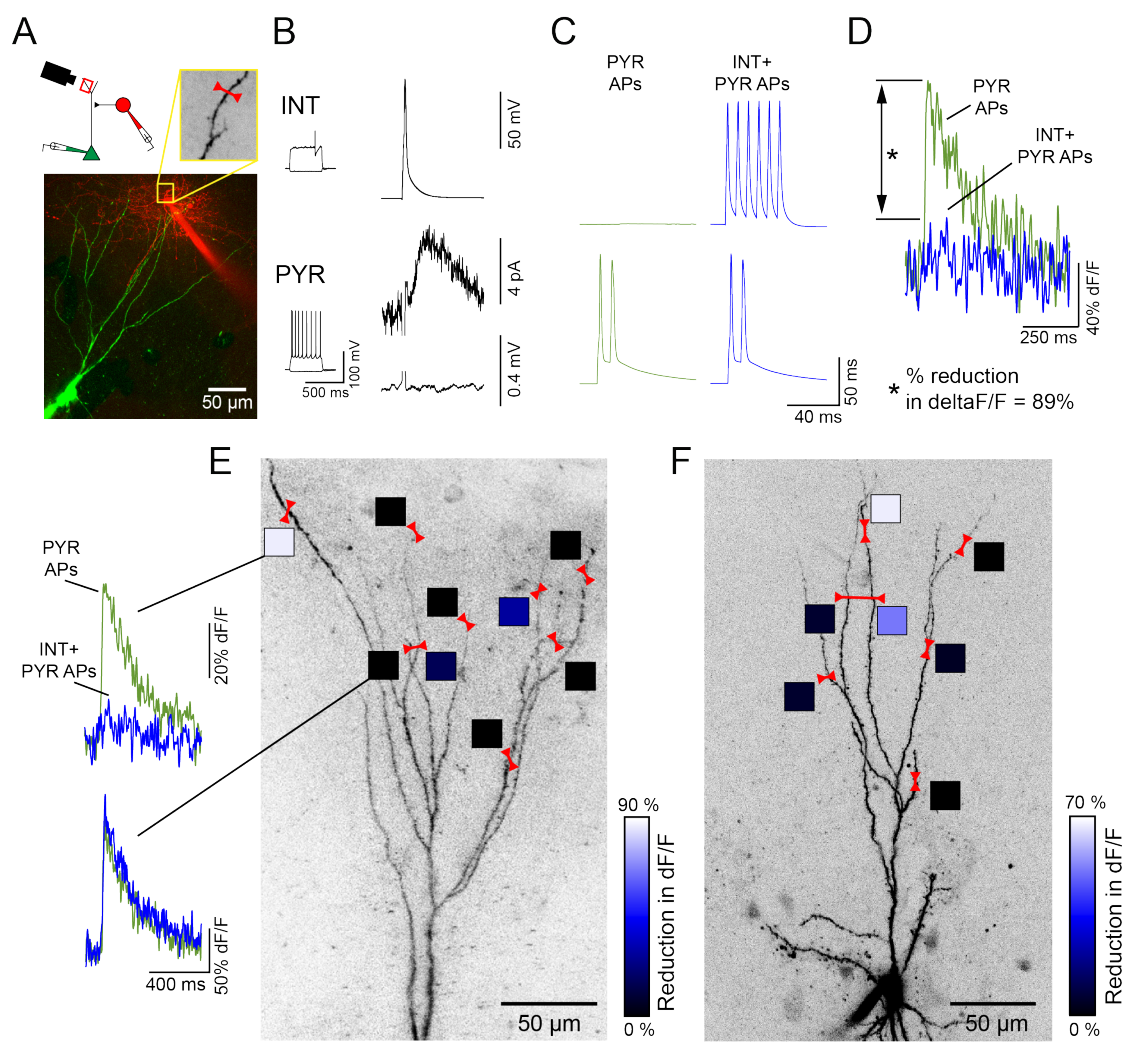 A
50 µm
B
INT
50 mV
PYR
4 pA
100 mV
500 ms
0.4 mV
C
PYR
APs
INT+
PYR APs
50 ms
40 ms
D
PYR
APs
INT+
PYR APs
40% dF/F
250 ms
* % reduction
in deltaF/F = 89%
*
E
PYR
APs
20% dF/F
INT+
PYR APs
50% dF/F
400 ms
90 %
Reduction in dF/F
0 %
50 µm
F
70 %
Reduction in dF/F
0 %
50 µm